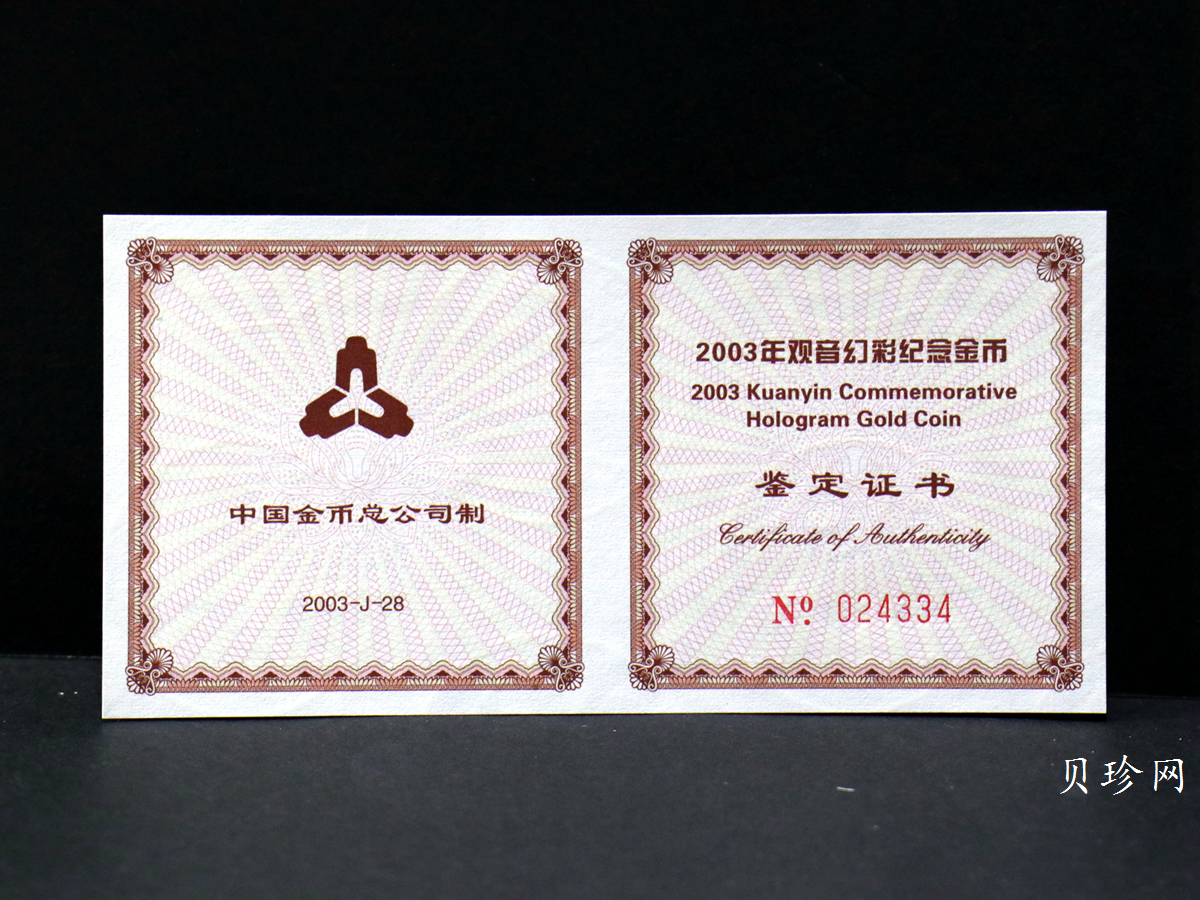 中国金币总公司制
2003-J-28
2003年观音幻彩纪念金币
2003 Kuanyin Commemorative
Hologram Gold Coin
鉴定证书
Certificate of Authenticity
Nº. 024334
贝珍网